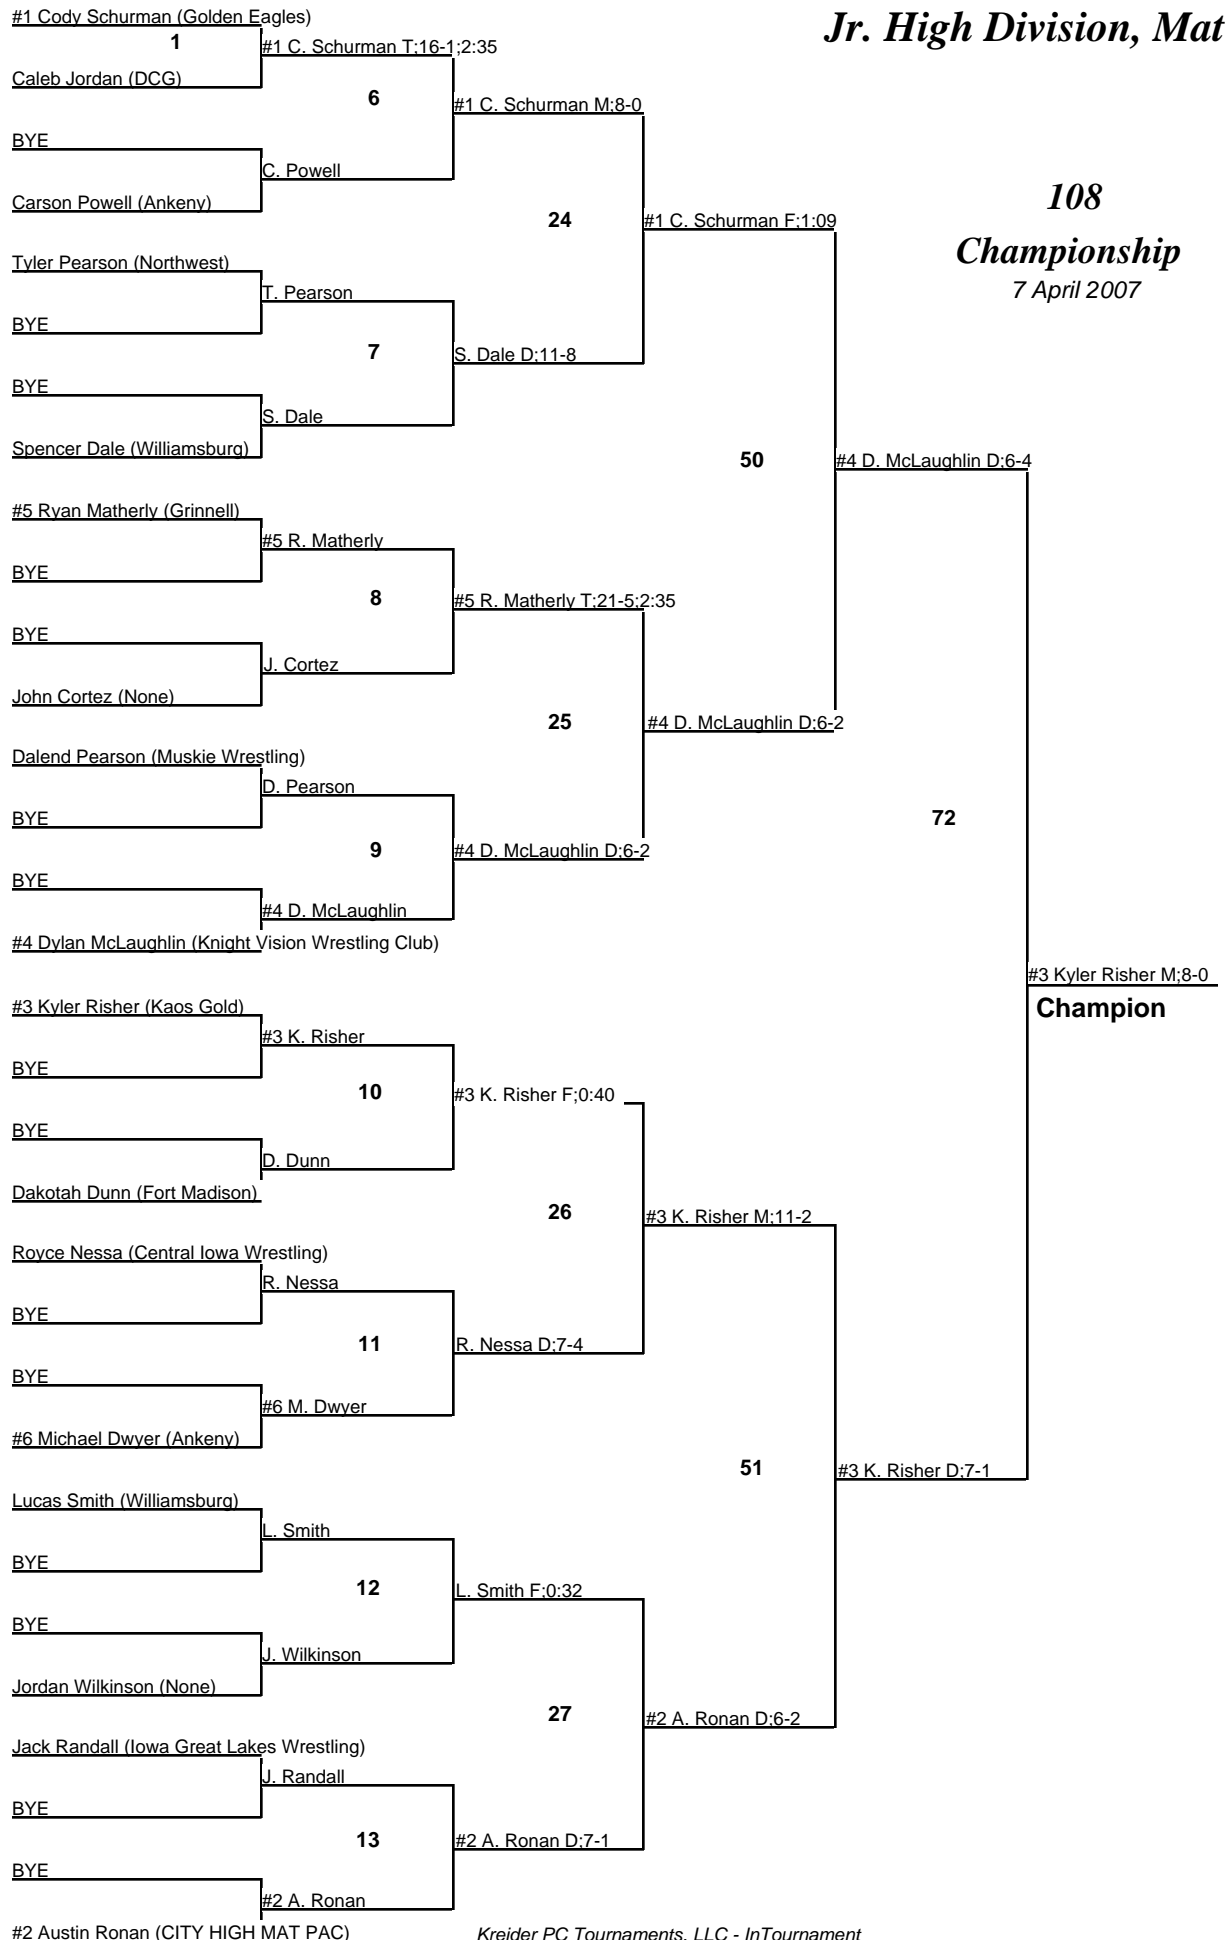 #1 Cody Schurman (Golden Eagles)
Jr. High Division, Mat
1
#1 C. Schurman T;16-1;2:35
Caleb Jordan (DCG)
6
#1 C. Schurman M;8-0
BYE
C. Powell
Carson Powell (Ankeny)
108
24
#1 C. Schurman F;1:09
Championship
Tyler Pearson (Northwest)
7 April 2007
T. Pearson
BYE
7
S. Dale D;11-8
BYE
S. Dale
Spencer Dale (Williamsburg)
50
#4 D. McLaughlin D;6-4
#5 Ryan Matherly (Grinnell)
#5 R. Matherly
BYE
8
#5 R. Matherly T;21-5;2:35
BYE
J. Cortez
John Cortez (None)
25
#4 D. McLaughlin D;6-2
Dalend Pearson (Muskie Wrestling)
D. Pearson
BYE
72
9
#4 D. McLaughlin D;6-2
BYE
#4 D. McLaughlin
#4 Dylan McLaughlin (Knight Vision Wrestling Club)
#3 Kyler Risher M;8-0
#3 Kyler Risher (Kaos Gold)
Champion
#3 K. Risher
BYE
10
#3 K. Risher F;0:40
BYE
D. Dunn
Dakotah Dunn (Fort Madison)
26
#3 K. Risher M;11-2
Royce Nessa (Central Iowa Wrestling)
R. Nessa
BYE
11
R. Nessa D;7-4
BYE
#6 M. Dwyer
#6 Michael Dwyer (Ankeny)
51
#3 K. Risher D;7-1
Lucas Smith (Williamsburg)
L. Smith
BYE
12
L. Smith F;0:32
BYE
J. Wilkinson
Jordan Wilkinson (None)
27
#2 A. Ronan D;6-2
Jack Randall (Iowa Great Lakes Wrestling)
J. Randall
BYE
13
#2 A. Ronan D;7-1
BYE
#2 A. Ronan
#2 Austin Ronan (CITY HIGH MAT PAC)
Kreider PC Tournaments, LLC - InTournament